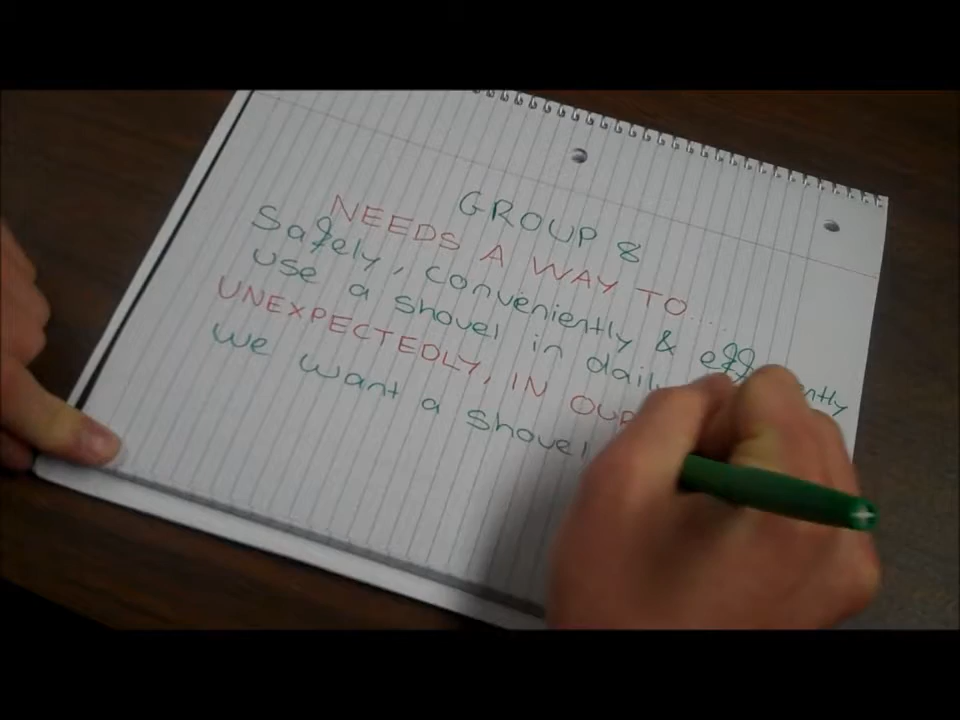 GROUP 8
NEEDS A WAY TO.....
Safely, conveniently & efficiently
use a shovel in daily
UNEXPECTEDLY, IN OUR
we want a shovel